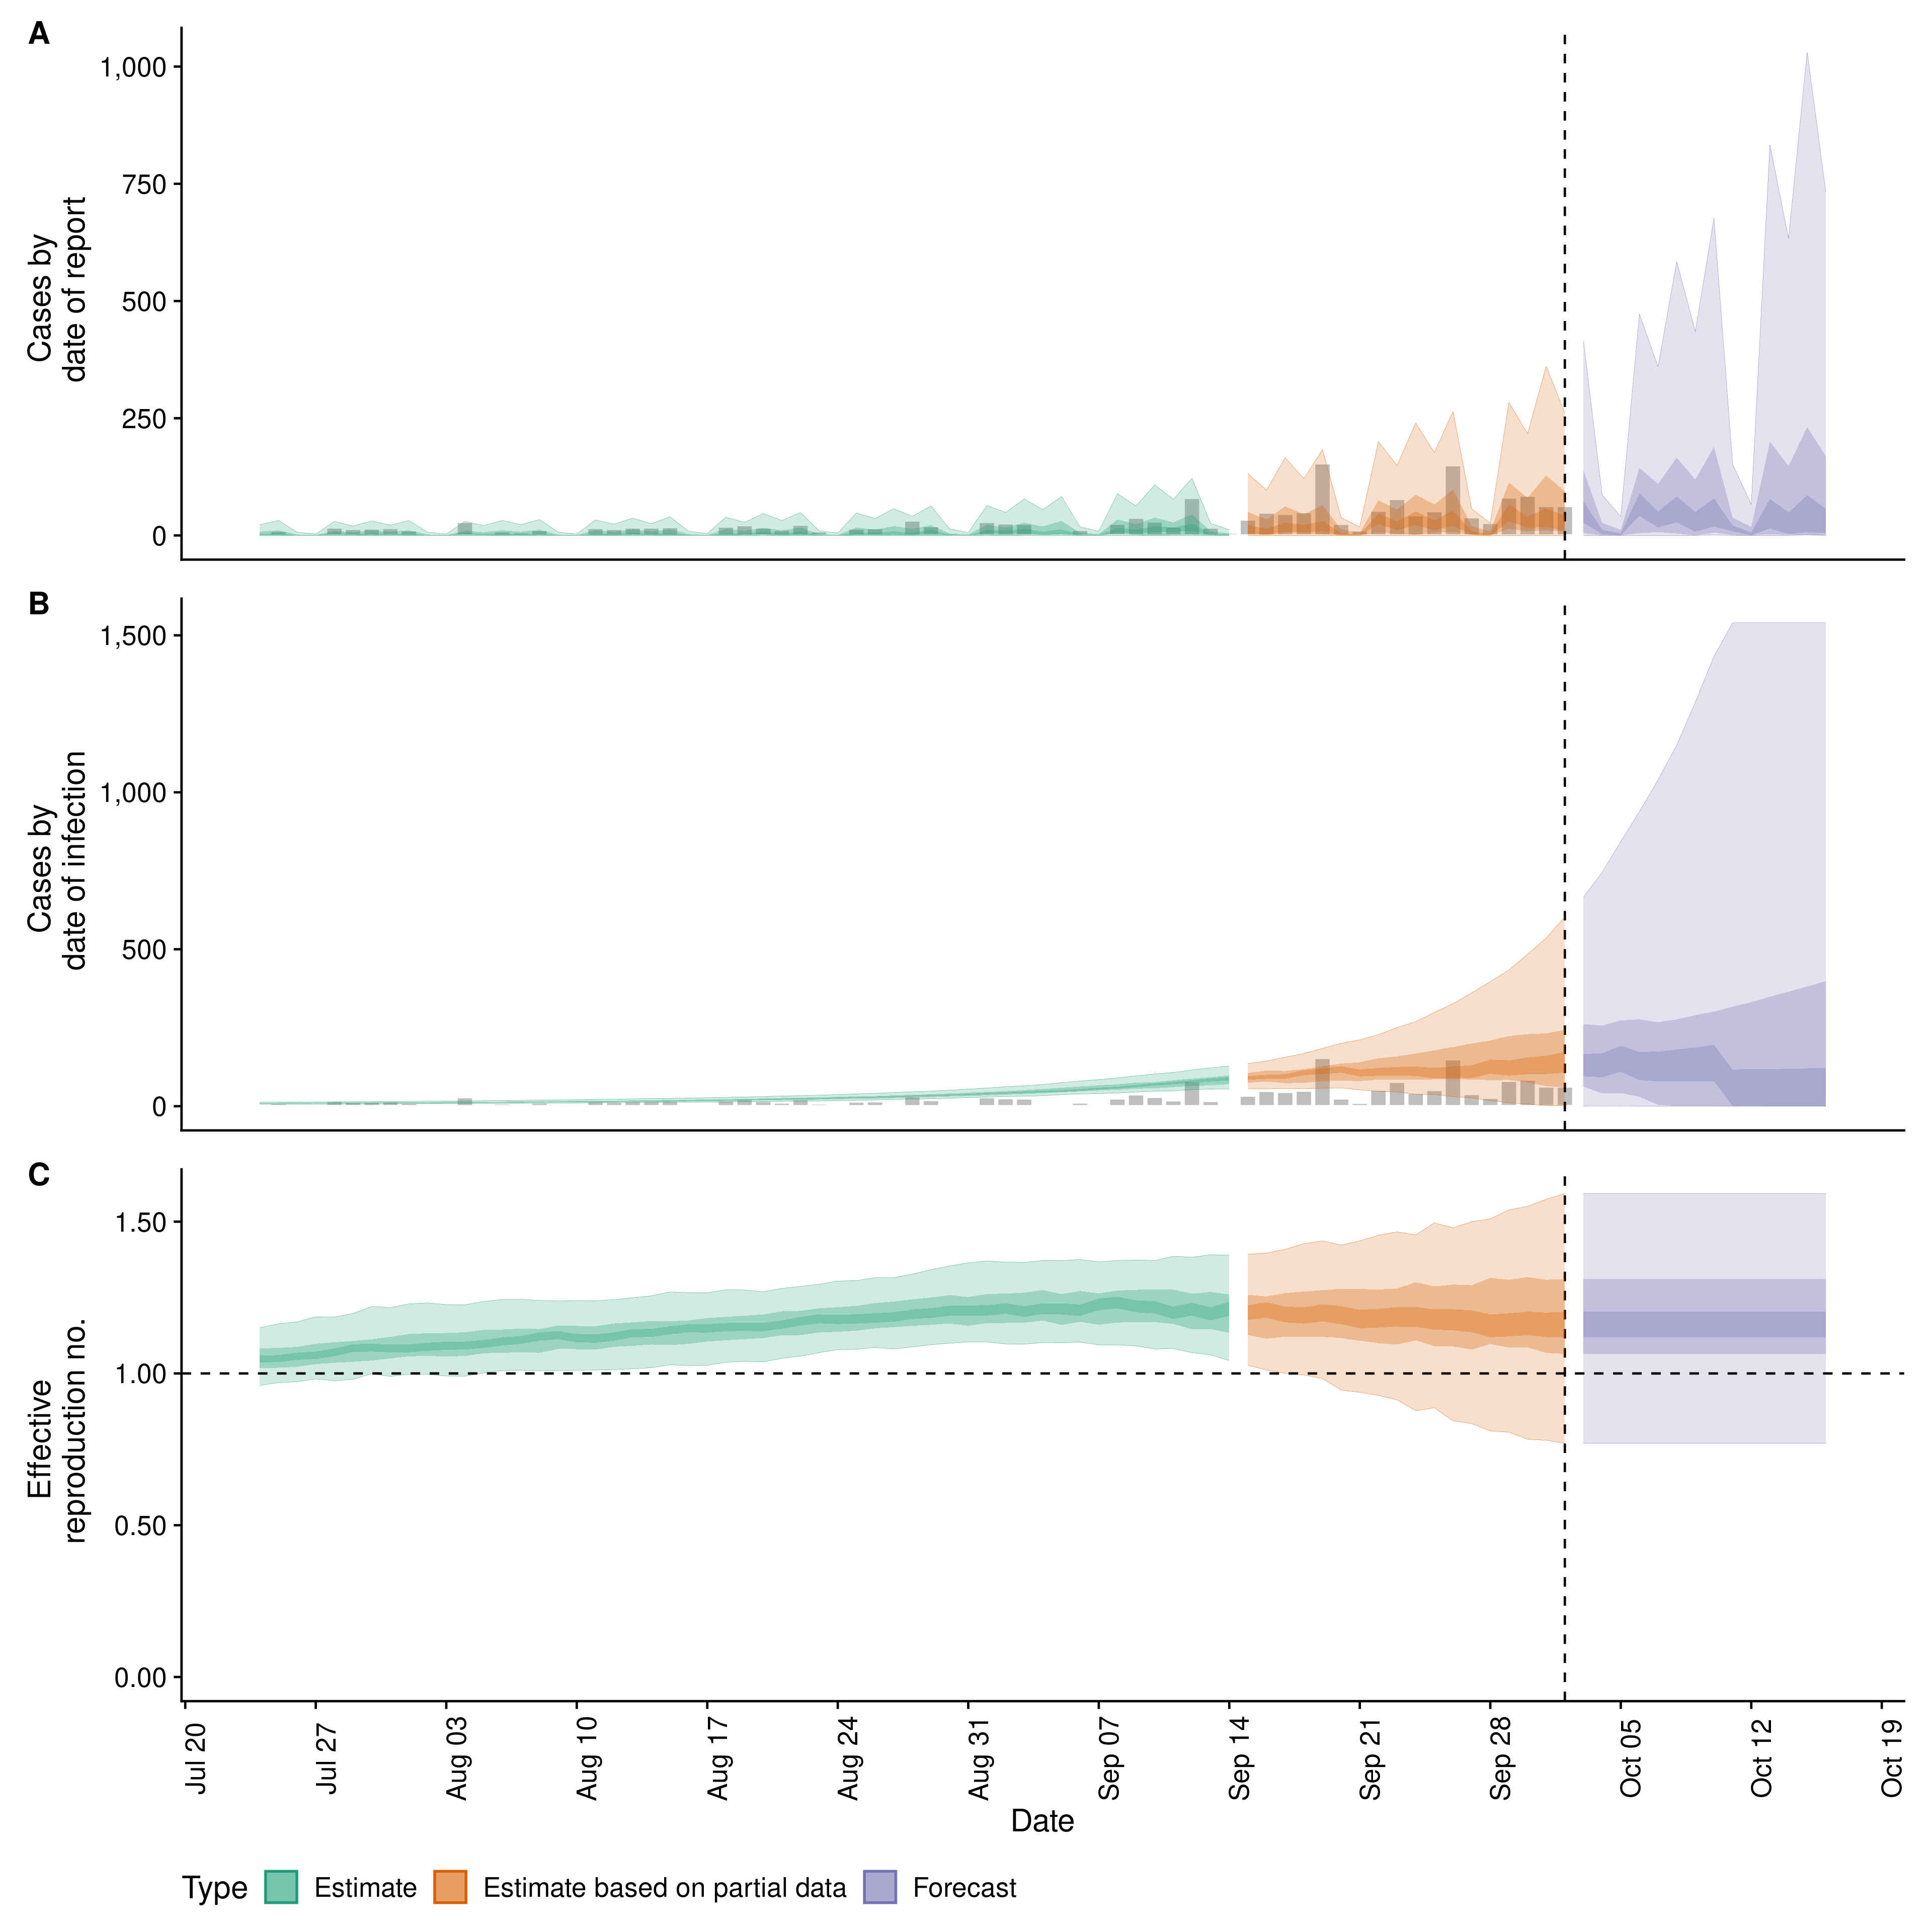 A
1,000
750
500
250
0
Cases by
date of report
B
1,500
1,000
500
0
Cases by
date of infection
C
1.50
1.00
0.50
0.00
Effective
reproduction no.
Jul 20
Jul 27
Aug 03
Aug 10
Aug 17
Aug 24
Aug 31
Sep 07
Sep 14
Sep 21
Sep 28
Oct 05
Oct 12
Oct 19
Date
Type Estimate Estimate based on partial data Forecast